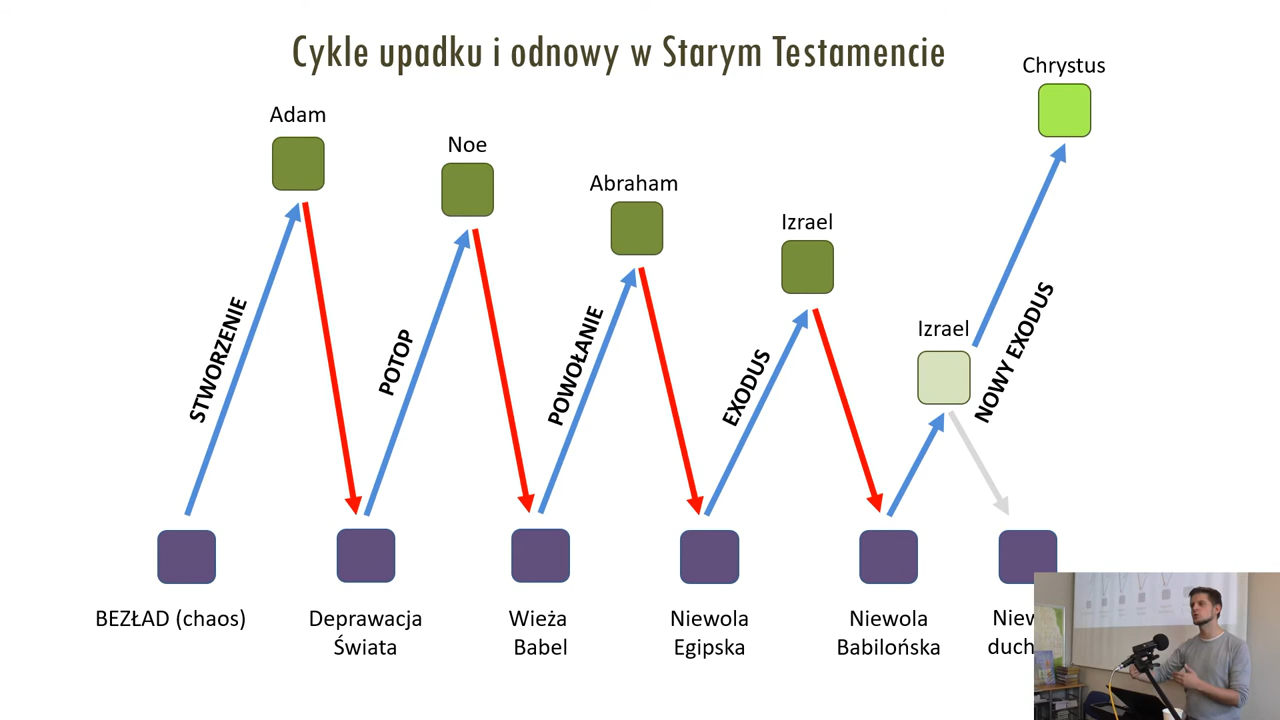 Cykle upadku i odnowy w Starym Testamencie
Chrystus
Adam
Noe
Abraham
Izrael
Izrael
STWORZENIE
POTOP
POWOŁANIE
EXODUS
NOWY EXODUS
BEZŁAD (chaos)
Deprawacja
Świata
Wieża
Babel
Niewola
Egipska
Niewola
Babilońska